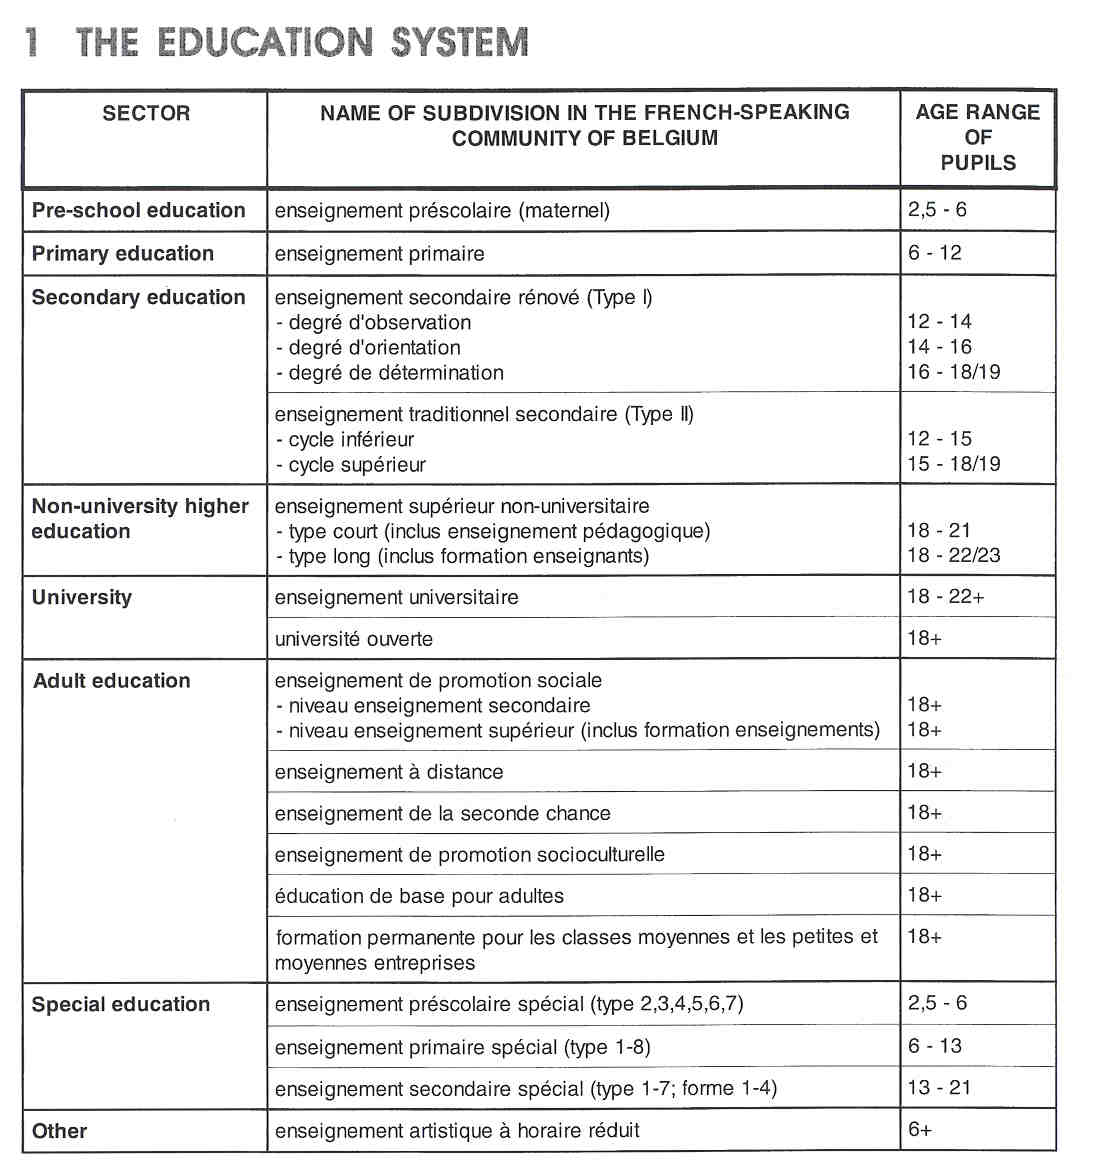 1 THE EDUCATION SYSTEM
SECTOR
NAME OF SUBDIVISION IN THE FRENCH-SPEAKING
COMMUNITY OF BELGIUM
AGE RANGE
OF
PUPILS
Pre-school education
enseignement préscolaire (maternel)
2,5 - 6
Primary education
enseignement primaire
6 - 12
Secondary education
enseignement secondaire rénové (Type I)
- degré d'observation
12 - 14
- degré d'orientation
14 - 16
- degré de détermination
16 - 18/19
enseignement traditionnel secondaire (Type II)
- cycle inférieur
12 - 15
- cycle supérieur
15 - 18/19
Non-university higher
education
enseignement supérieur non-universitaire
- type court (inclus enseignement pédagogique)
18 - 21
- type long (inclus formation enseignants)
18 - 22/23
University
enseignement universitaire
18 - 22+
université ouverte
18+
Adult education
enseignement de promotion sociale
- niveau enseignement secondaire
18+
- niveau enseignement supérieur (inclus formation enseignements)
18+
enseignement à distance
18+
enseignement de la seconde chance
18+
enseignement de promotion socioculturelle
18+
éducation de base pour adultes
18+
formation permanente pour les classes moyennes et les petites et
moyennes entreprises
18+
Special education
enseignement préscolaire spécial (type 2,3,4,5,6,7)
2,5 - 6
enseignement primaire spécial (type 1-8)
6 - 13
enseignement secondaire spécial (type 1-7; forme 1-4)
13 - 21
Other
enseignement artistique à horaire réduit
6+